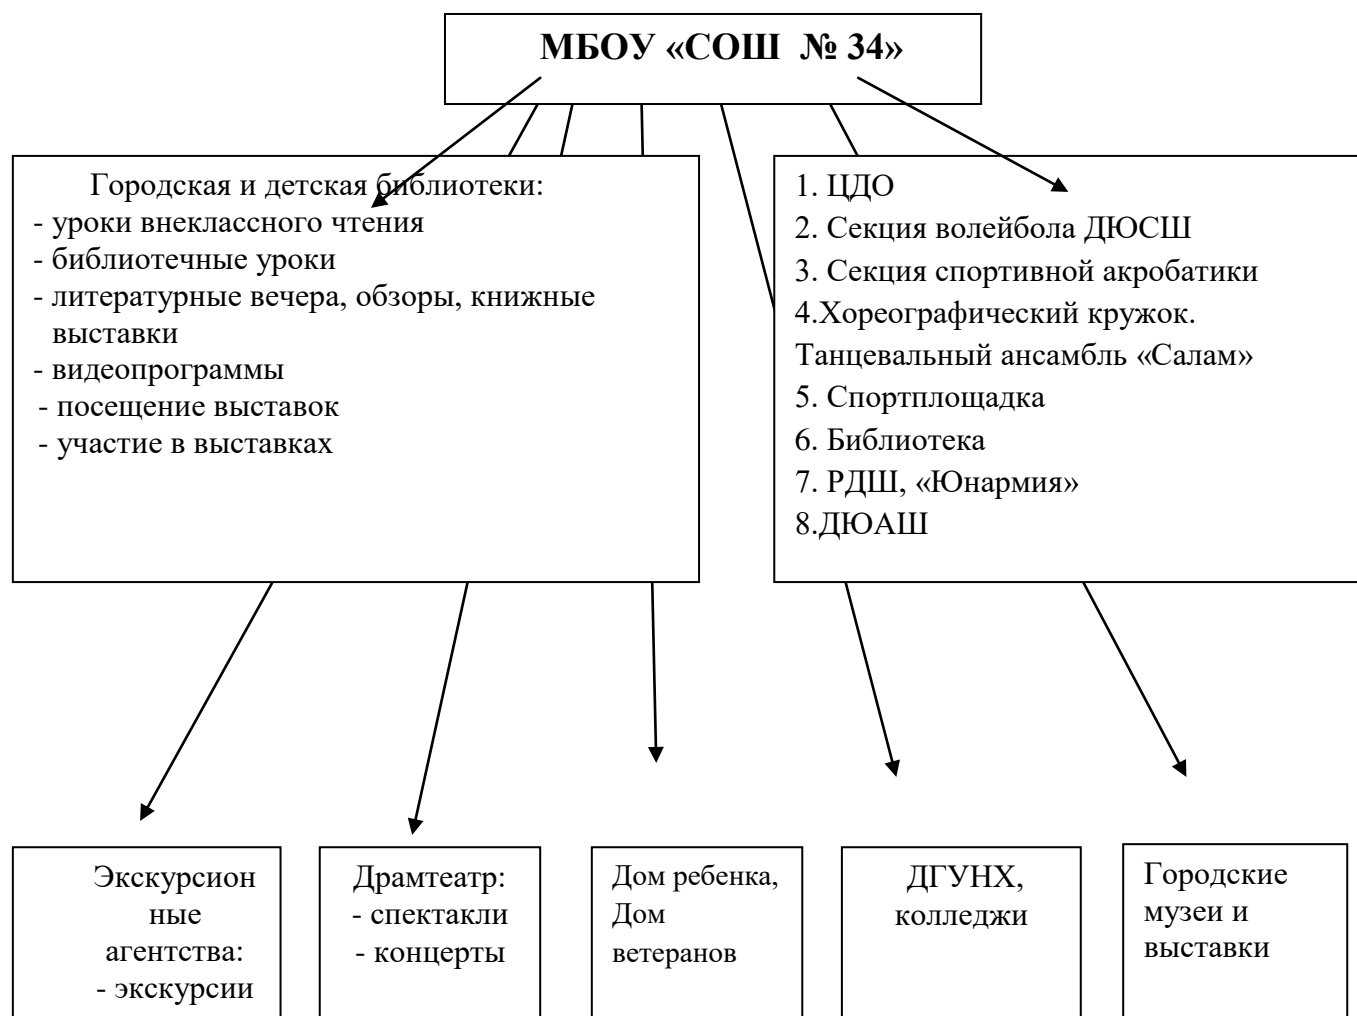 МБОУ «СОШ № 34»
Городская и детская библиотеки:
- уроки внеклассного чтения
- библиотечные уроки
- литературные вечера, обзоры, книжные
выставки
- видеопрограммы
- посещение выставок
- участие в выставках
1. ЦДО
2. Секция волейбола ДЮСШ
3. Секция спортивной акробатики
4.Хореографический кружок.
Танцевальный ансамбль «Салам»
5. Спортплощадка
6. Библиотека
7. РДШ, «Юнармия»
8.ДЮАШ
Экскурсион
ные
агентства:
- экскурсии
Драмтеатр:
- спектакли
- концерты
Дом ребенка,
Дом
ветеранов
ДГУНХ,
колледжи
Городские
музеи и
выставки